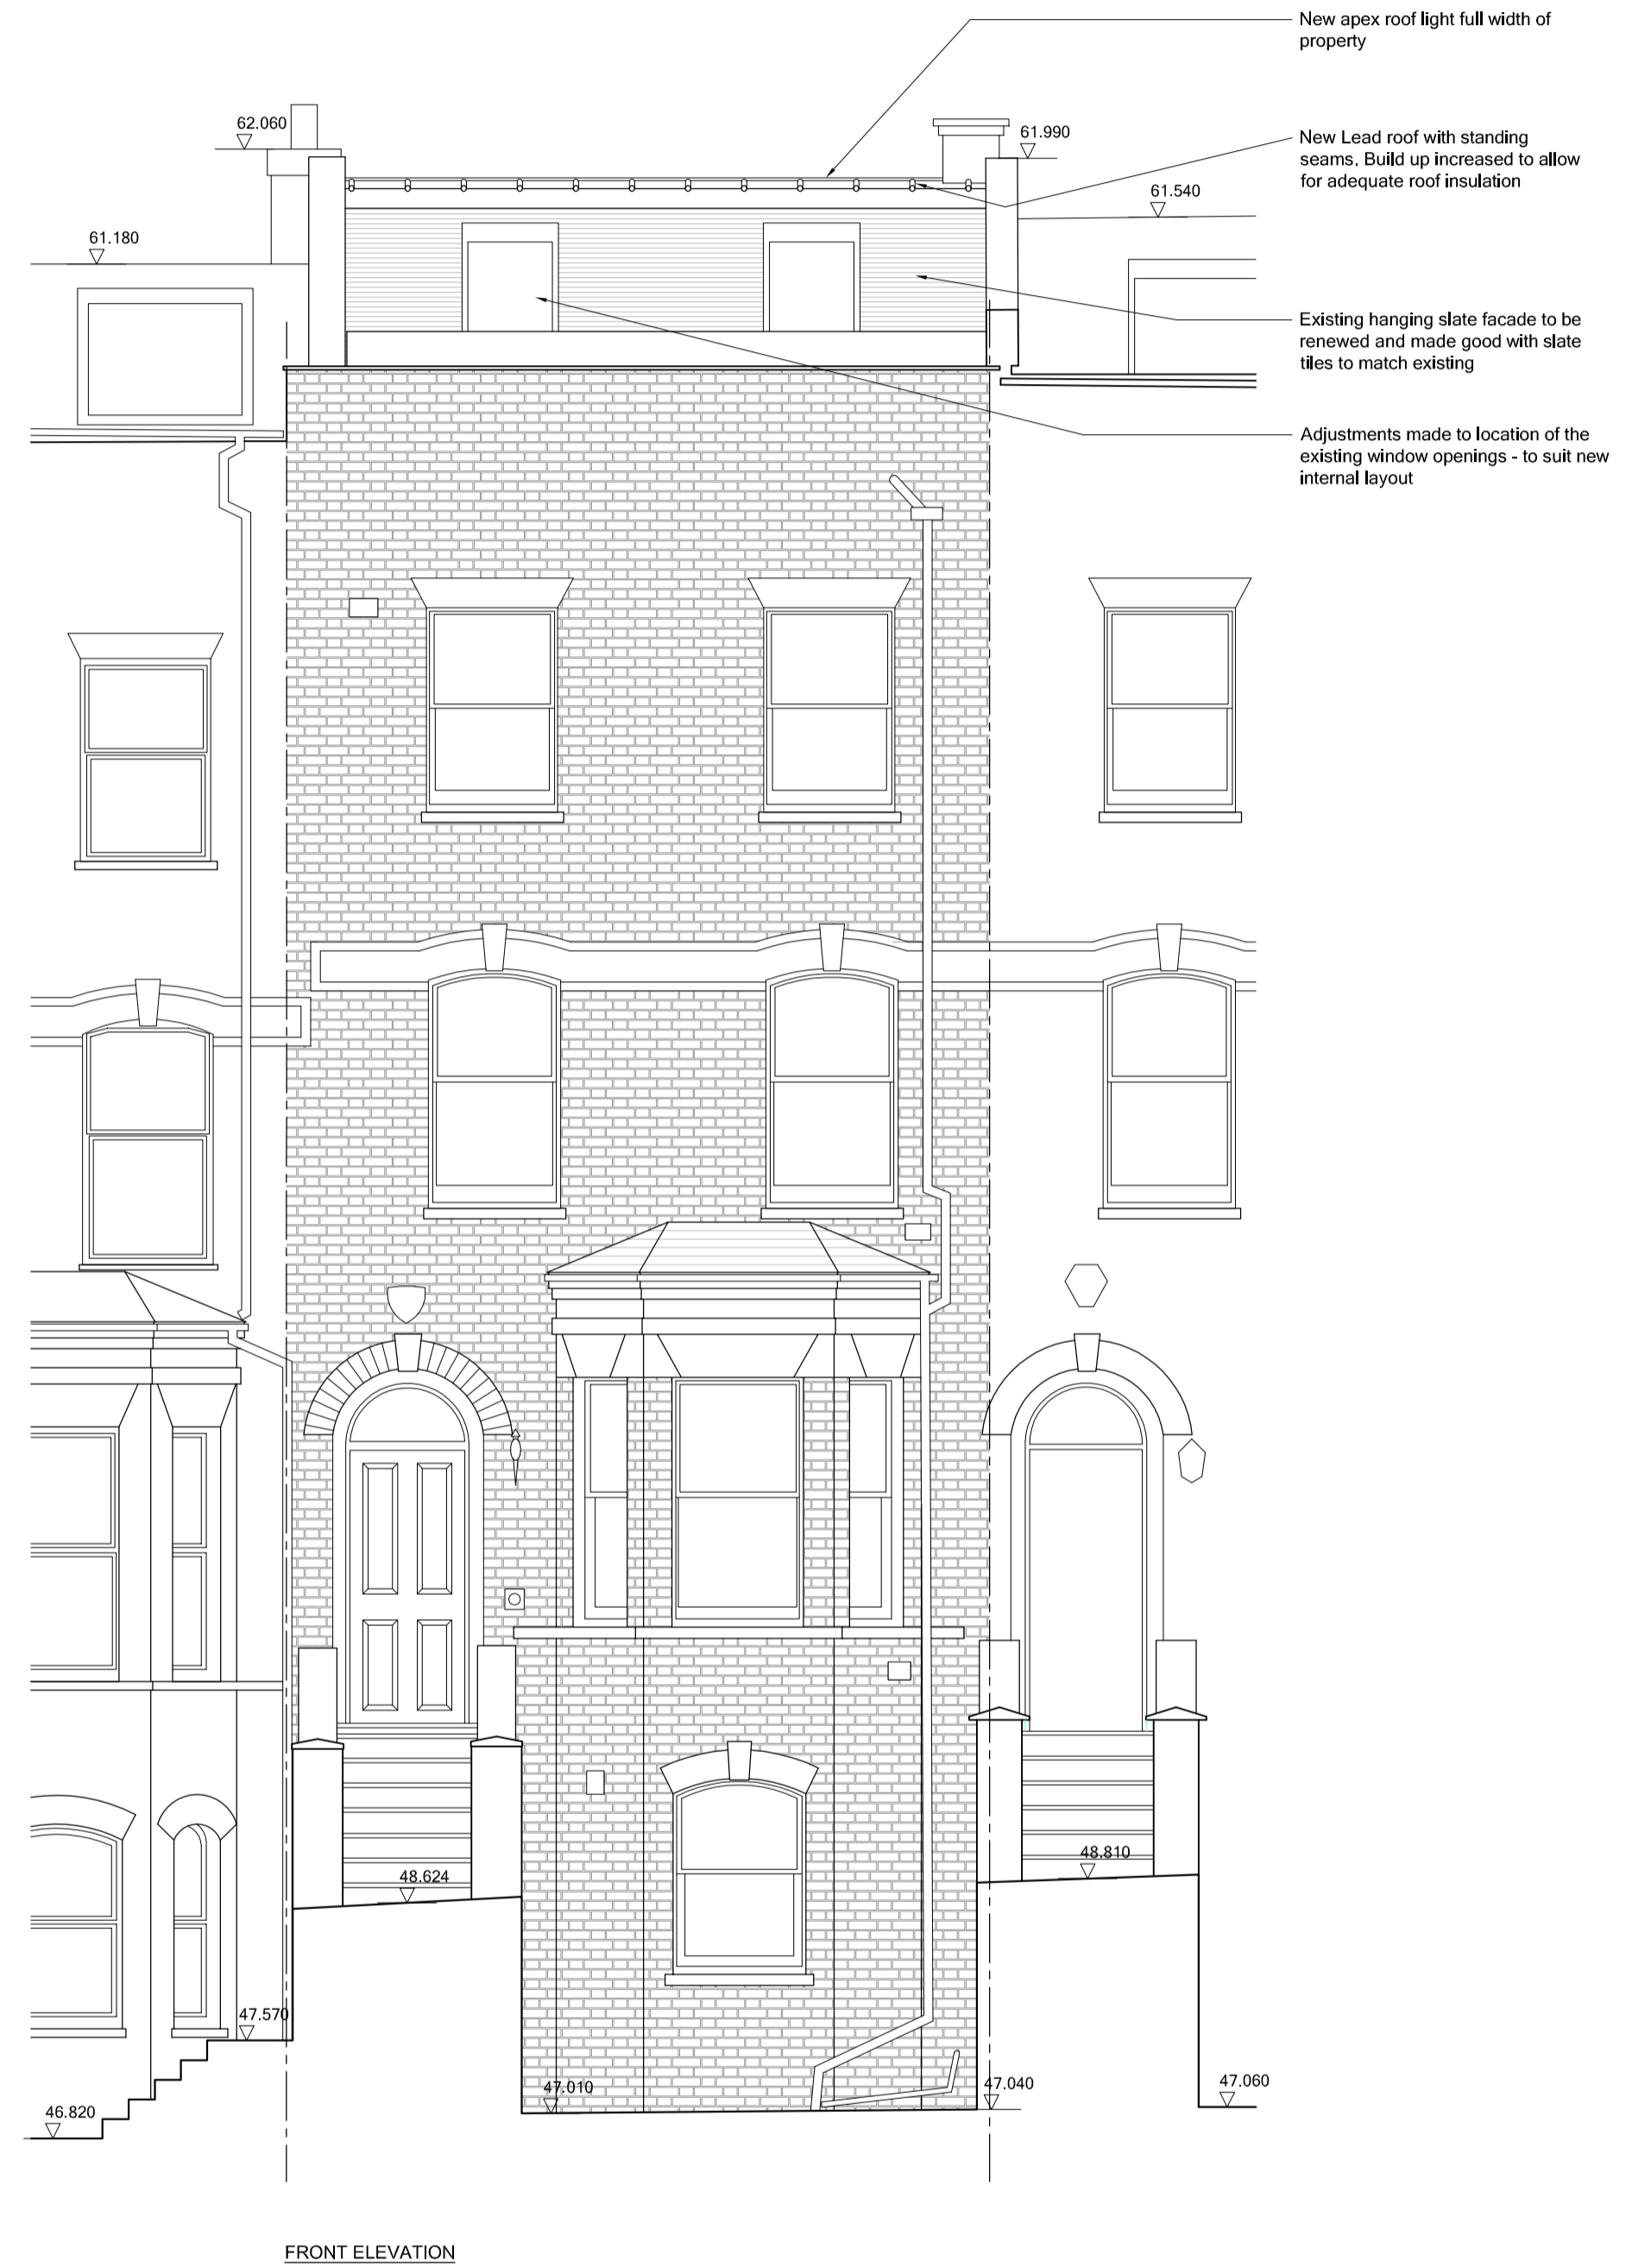 New apex roof light full width of
property
62.060
61.990
New Lead roof with standing
seams. Build up increased to allow
for adequate roof insulation
61.540
61.180
Existing hanging slate facade to be
renewed and made good with slate
tiles to match existing
Adjustments made to location of the
existing window openings - to suit new
internal layout
48.810
48.624
47.570
47.010
47.040
47.060
46.820
FRONT ELEVATION